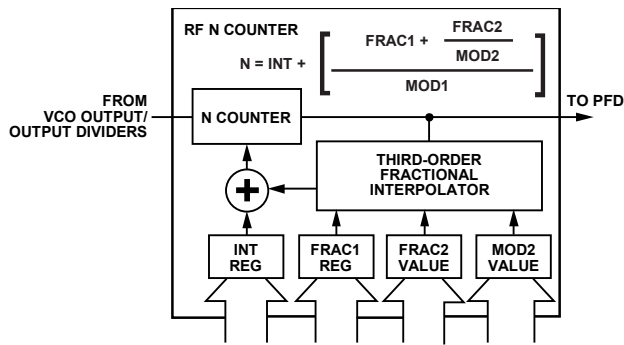 RF N COUNTER
N = INT +
FRAC1 +
FRAC2
MOD2
MOD1
FROM
VCO OUTPUT/
OUTPUT DIVIDERS
N COUNTER
TO PFD
THIRD-ORDER
FRACTIONAL
INTERPOLATOR
+
INT
REG
FRAC1
REG
FRAC2
VALUE
MOD2
VALUE